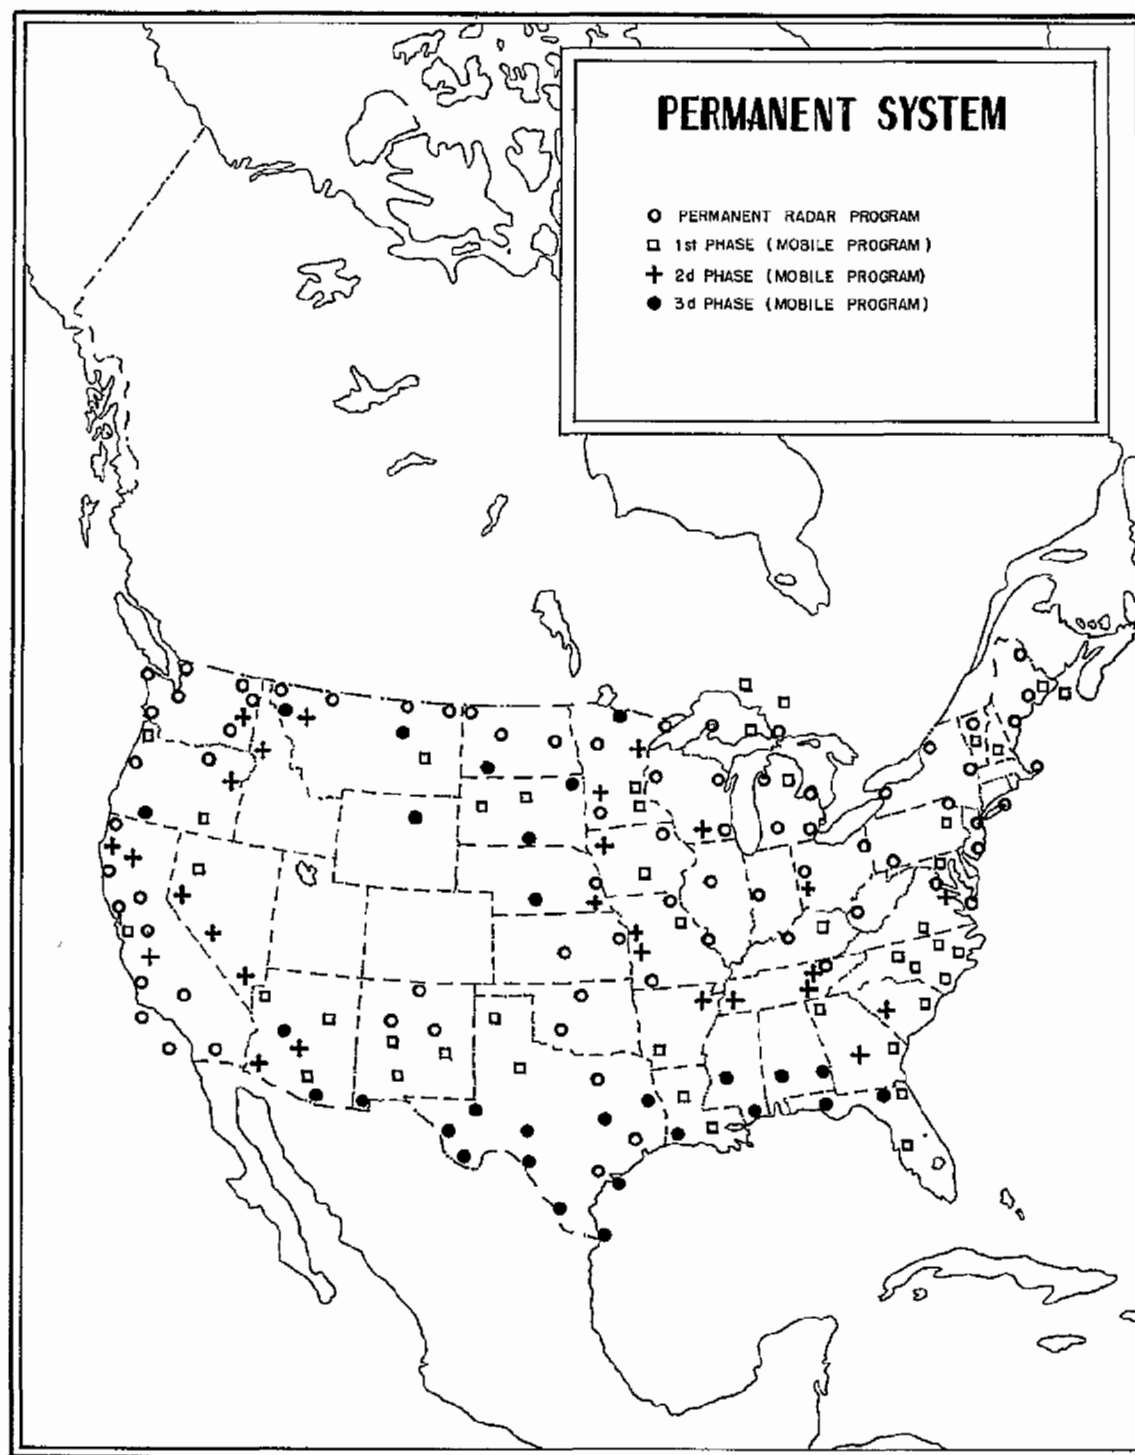 PERMANENT SYSTEM
PERMANENT RADAR PROGRAM
1st PHASE (MOBILE PROGRAM)
2d PHASE (MOBILE PROGRAM)
3d PHASE (MOBILE PROGRAM)